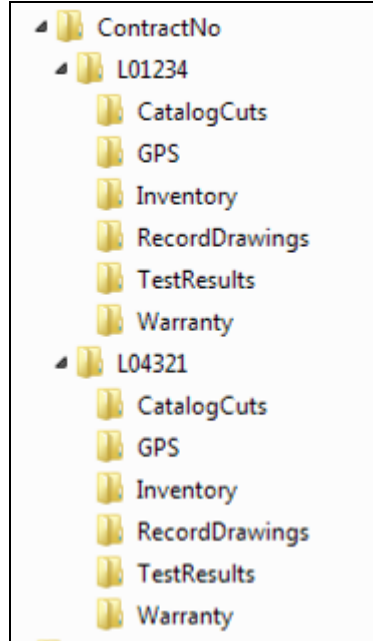 ContractNo
L01234
CatalogCuts
GPS
Inventory
RecordDrawings
TestResults
Warranty
L04321
CatalogCuts
GPS
Inventory
RecordDrawings
TestResults
Warranty